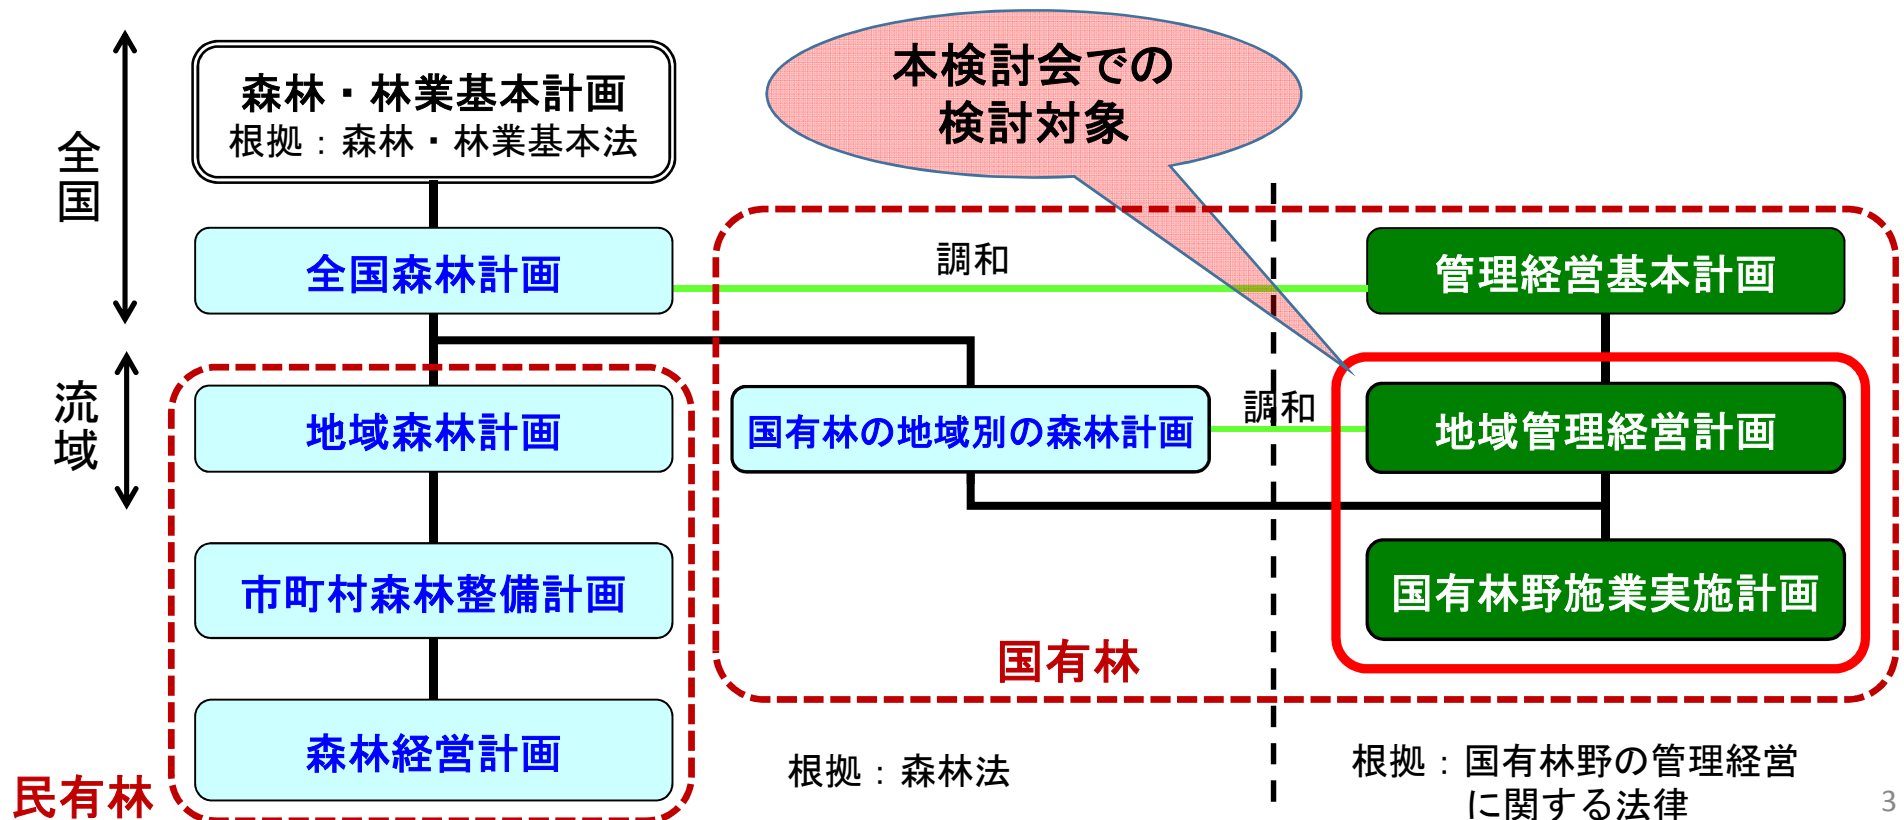 本検討会での
検討対象
森林・林業基本計画
根拠：森林・林業基本法
全国
全国森林計画
調和
管理経営基本計画
流域
地域森林計画
国有林の地域別の森林計画
調和
地域管理経営計画
市町村森林整備計画
国有林野施業実施計画
国有林
森林経営計画
民有林
根拠：森林法
根拠：国有林野の管理経営
に関する法律
3